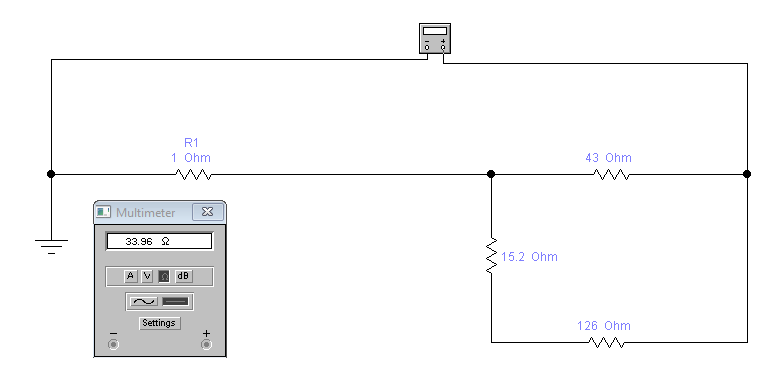 − +
R1
1 Ohm
43 Ohm
Multimeter
33.96 Ω
15.2 Ohm
A V Ω dB
Settings
126 Ohm
− +